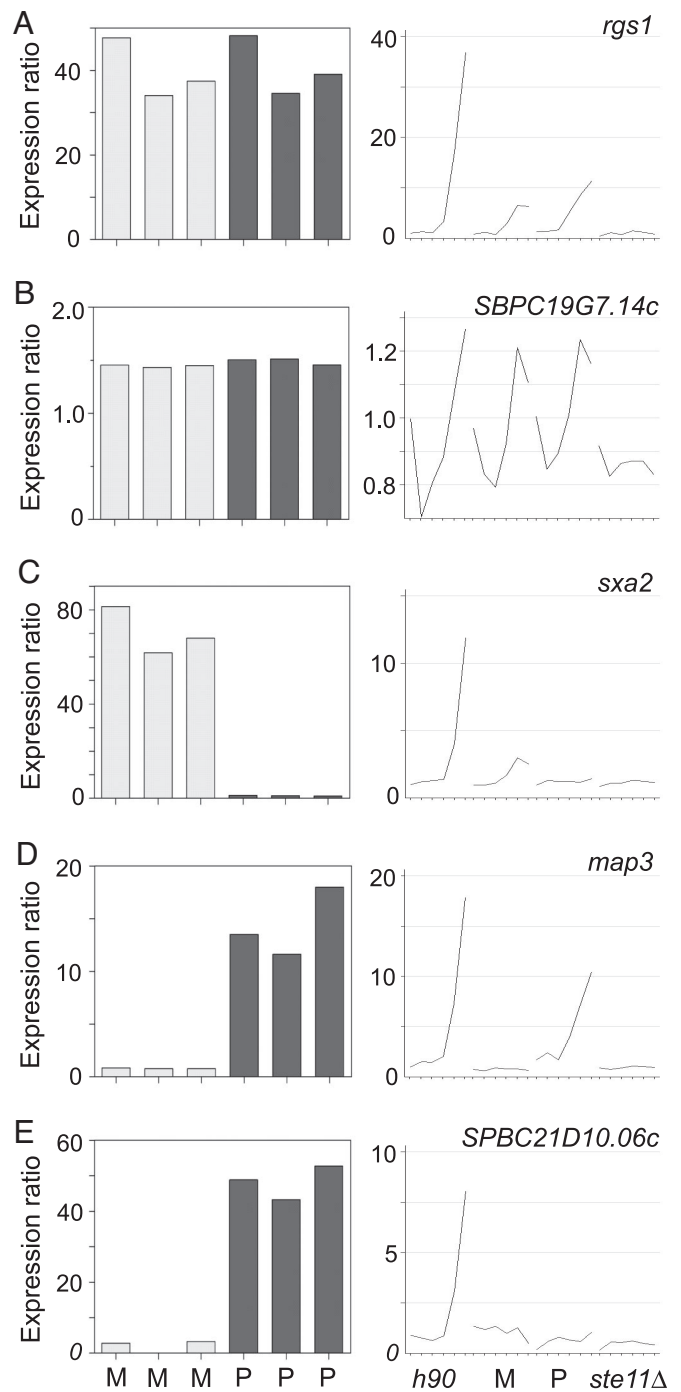 A
rgs1
Expression ratio
40
20
0
40
20
0
B
SBPC19G7.14c
Expression ratio
2.0
1.0
0
1.2
1.0
0.8
C
sxa2
Expression ratio
80
40
0
10
0
D
map3
Expression ratio
20
10
0
20
10
0
E
SPBC21D10.06c
Expression ratio
60
40
20
0
10
5
0
M M M P P P
h90 M P ste11Δ